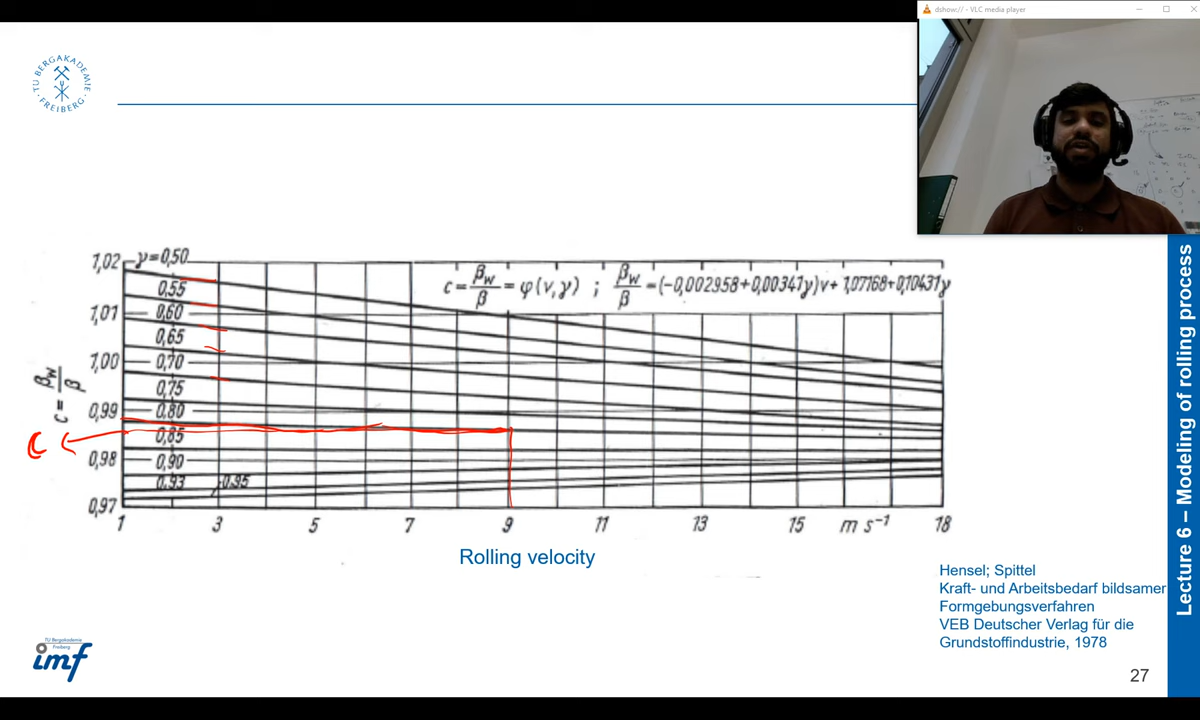 dshow:// - VLC media player
TU BERGAKADEMIE
· FREIBERG ·
1,02 γ=0,50
0,55
1,01 0,60
0,65
1,00 0,70
0,75
0,99 0,80
0,85
0,98 0,90
0,93 0,95
0,97
c = βw/β = φ(v,γ) ; βw/β =(-0,002958+0,00341γ)v+1,07168+0,10431γ
c = βw/β
C
1 3 5 7 9 11 13 15 m s⁻¹ 18
Rolling velocity
Hensel; Spittel
Kraft- und Arbeitsbedarf bildsamer
Formgebungsverfahren
VEB Deutscher Verlag für die
Grundstoffindustrie, 1978
Lecture 6 – Modeling of rolling process
TU Bergakademie
Freiberg
imf
27